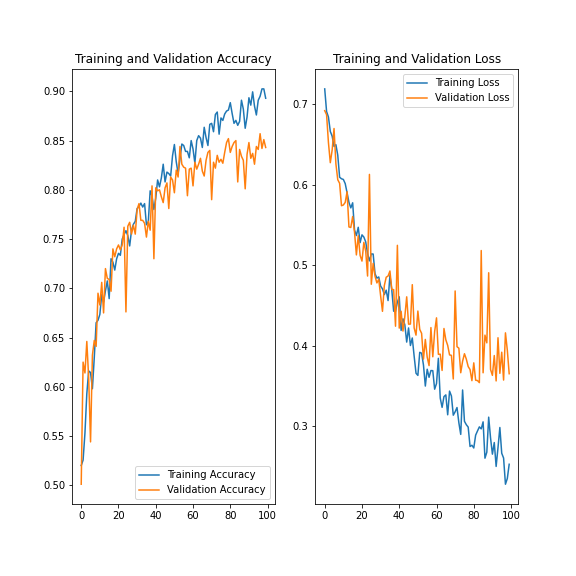 Training and Validation Accuracy
0.90
0.85
0.80
0.75
0.70
0.65
0.60
0.55
0.50
0 20 40 60 80 100
Training Accuracy
Validation Accuracy
Training and Validation Loss
0.7
0.6
0.5
0.4
0.3
0 20 40 60 80 100
Training Loss
Validation Loss